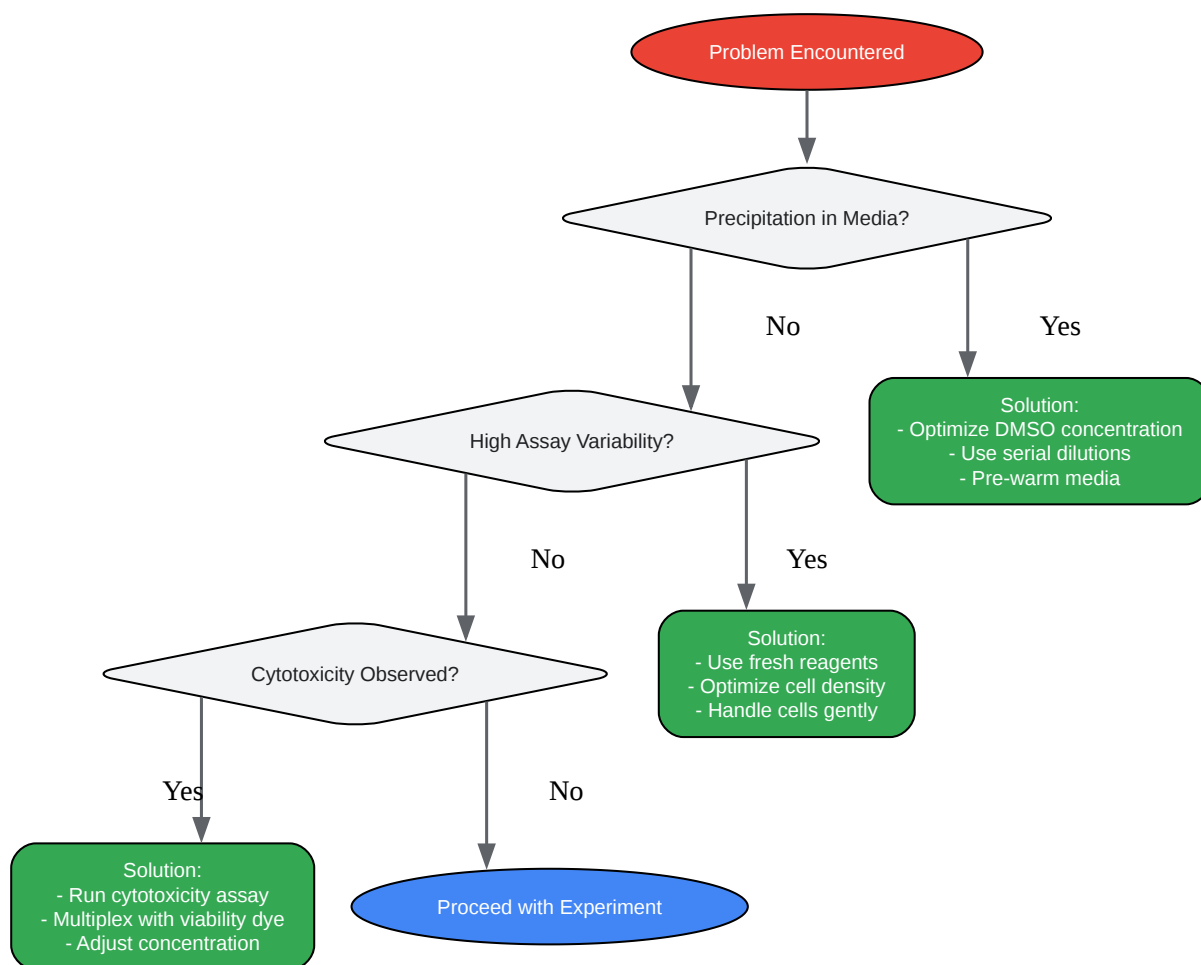 Problem Encountered
Precipitation in Media?
No
Yes
Solution:
- Optimize DMSO concentration
- Use serial dilutions
- Pre-warm media
High Assay Variability?
No
Yes
Solution:
- Use fresh reagents
- Optimize cell density
- Handle cells gently
Cytotoxicity Observed?
Yes
No
Solution:
- Run cytotoxicity assay
- Multiplex with viability dye
- Adjust concentration
Proceed with Experiment